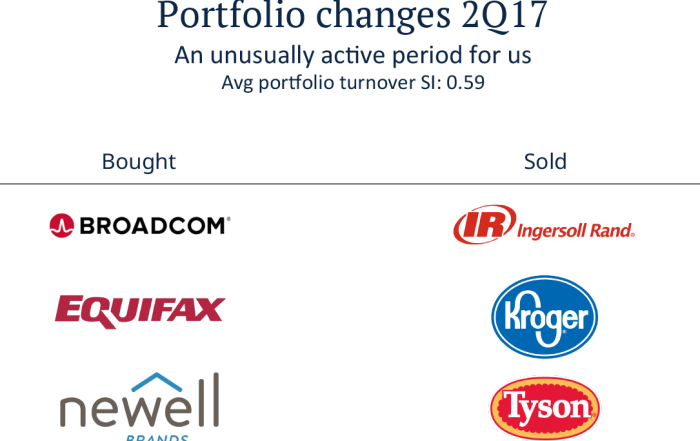 Portfolio changes 2Q17
An unusually active period for us
Avg portfolio turnover SI: 0.59
Bought Sold
BROADCOM® IR Ingersoll Rand®
EQUIFAX Kroger
newell Tyson
BRANDS